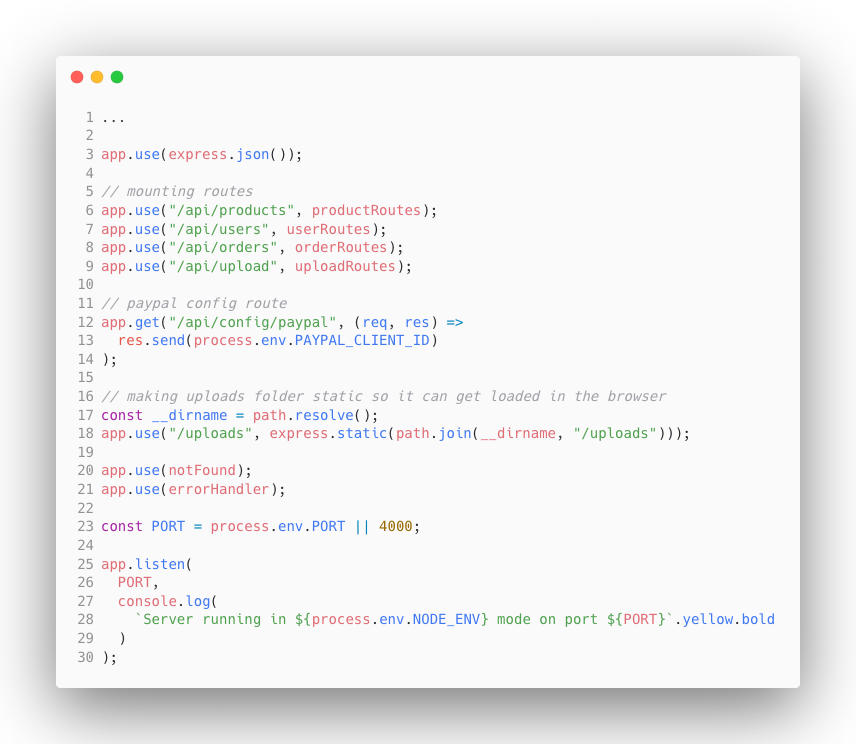 1 ...
2
3 app.use(express.json());
4
5 // mounting routes
6 app.use("/api/products", productRoutes);
7 app.use("/api/users", userRoutes);
8 app.use("/api/orders", orderRoutes);
9 app.use("/api/upload", uploadRoutes);
10
11 // paypal config route
12 app.get("/api/config/paypal", (req, res) =>
13   res.send(process.env.PAYPAL_CLIENT_ID)
14 );
15
16 // making uploads folder static so it can get loaded in the browser
17 const __dirname = path.resolve();
18 app.use("/uploads", express.static(path.join(__dirname, "/uploads")));
19
20 app.use(notFound);
21 app.use(errorHandler);
22
23 const PORT = process.env.PORT || 4000;
24
25 app.listen(
26   PORT,
27   console.log(
28     `Server running in ${process.env.NODE_ENV} mode on port ${PORT}`.yellow.bold
29   )
30 );